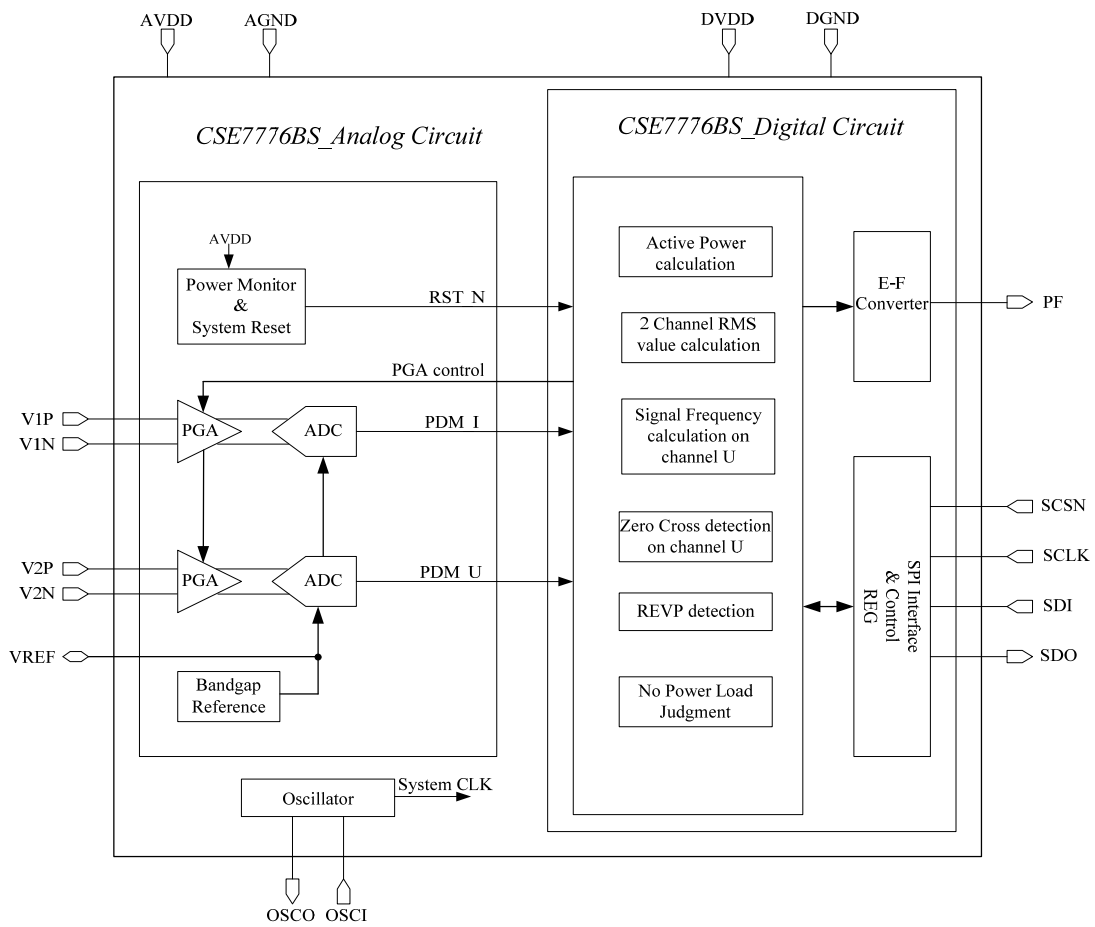 AVDD
AGND
DVDD
DGND
CSE7776BS_Analog Circuit
CSE7776BS_Digital Circuit
AVDD
Power Monitor
&
System Reset
RST_N
PGA control
V1P
V1N
PGA
ADC
PDM_I
V2P
V2N
PGA
ADC
PDM_U
VREF
Bandgap
Reference
Oscillator
System CLK
OSCO
OSCI
Active Power
calculation
2 Channel RMS
value calculation
Signal Frequency
calculation on
channel U
Zero Cross detection
on channel U
REVP detection
No Power Load
Judgment
E-F
Converter
PF
SPI Interface
& Control
REG
SCSN
SCLK
SDI
SDO